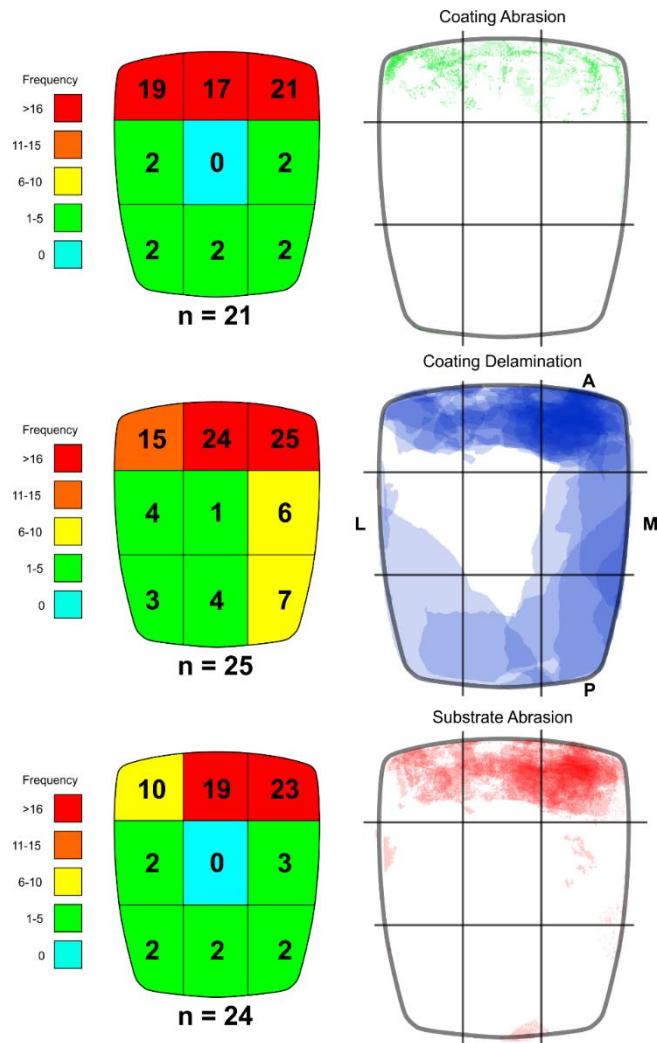 Coating Abrasion
Frequency
>16
11-15
6-10
1-5
0
19 17 21
2 0 2
2 2 2
n = 21
Coating Delamination
A
L M
P
Frequency
>16
11-15
6-10
1-5
0
15 24 25
4 1 6
3 4 7
n = 25
Substrate Abrasion
Frequency
>16
11-15
6-10
1-5
0
10 19 23
2 0 3
2 2 2
n = 24